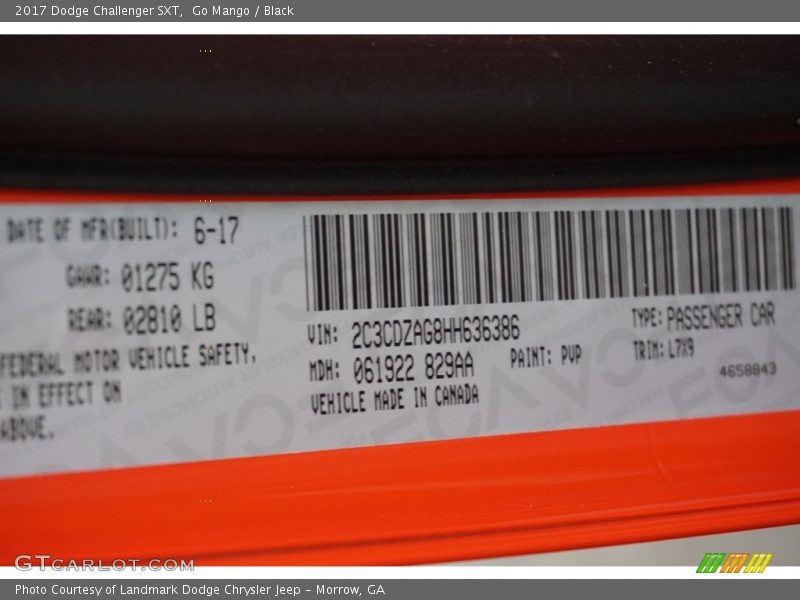 2017 Dodge Challenger SXT,  Go Mango / Black
DATE OF MFR(BUILT): 6-17
GAWR: 01275 KG
REAR: 02810 LB
FEDERAL MOTOR VEHICLE SAFETY,
IN EFFECT ON
ABOVE.
VIN: 2C3CDZAG8HH636386
MDH: 061922 829AA
VEHICLE MADE IN CANADA
PAINT: PVP
TYPE: PASSENGER CAR
TRIM: L7X9
4658843
GTCARLOT.COM
Photo Courtesy of Landmark Dodge Chrysler Jeep - Morrow, GA